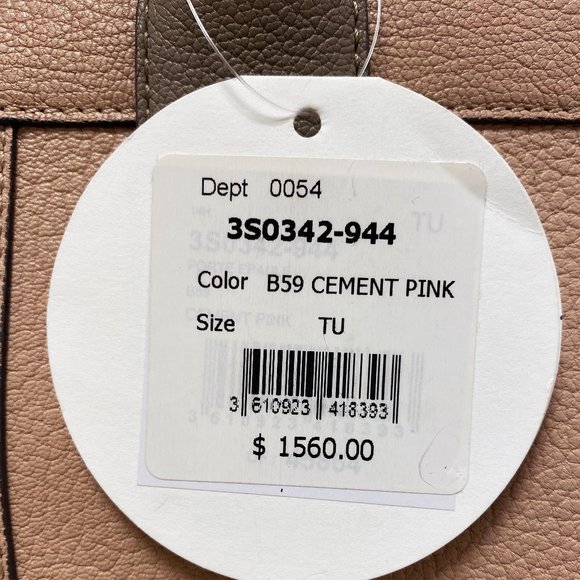 Dept 0054
3S0342-944
Color B59 CEMENT PINK
Size TU
3 610923 418393
$ 1560.00